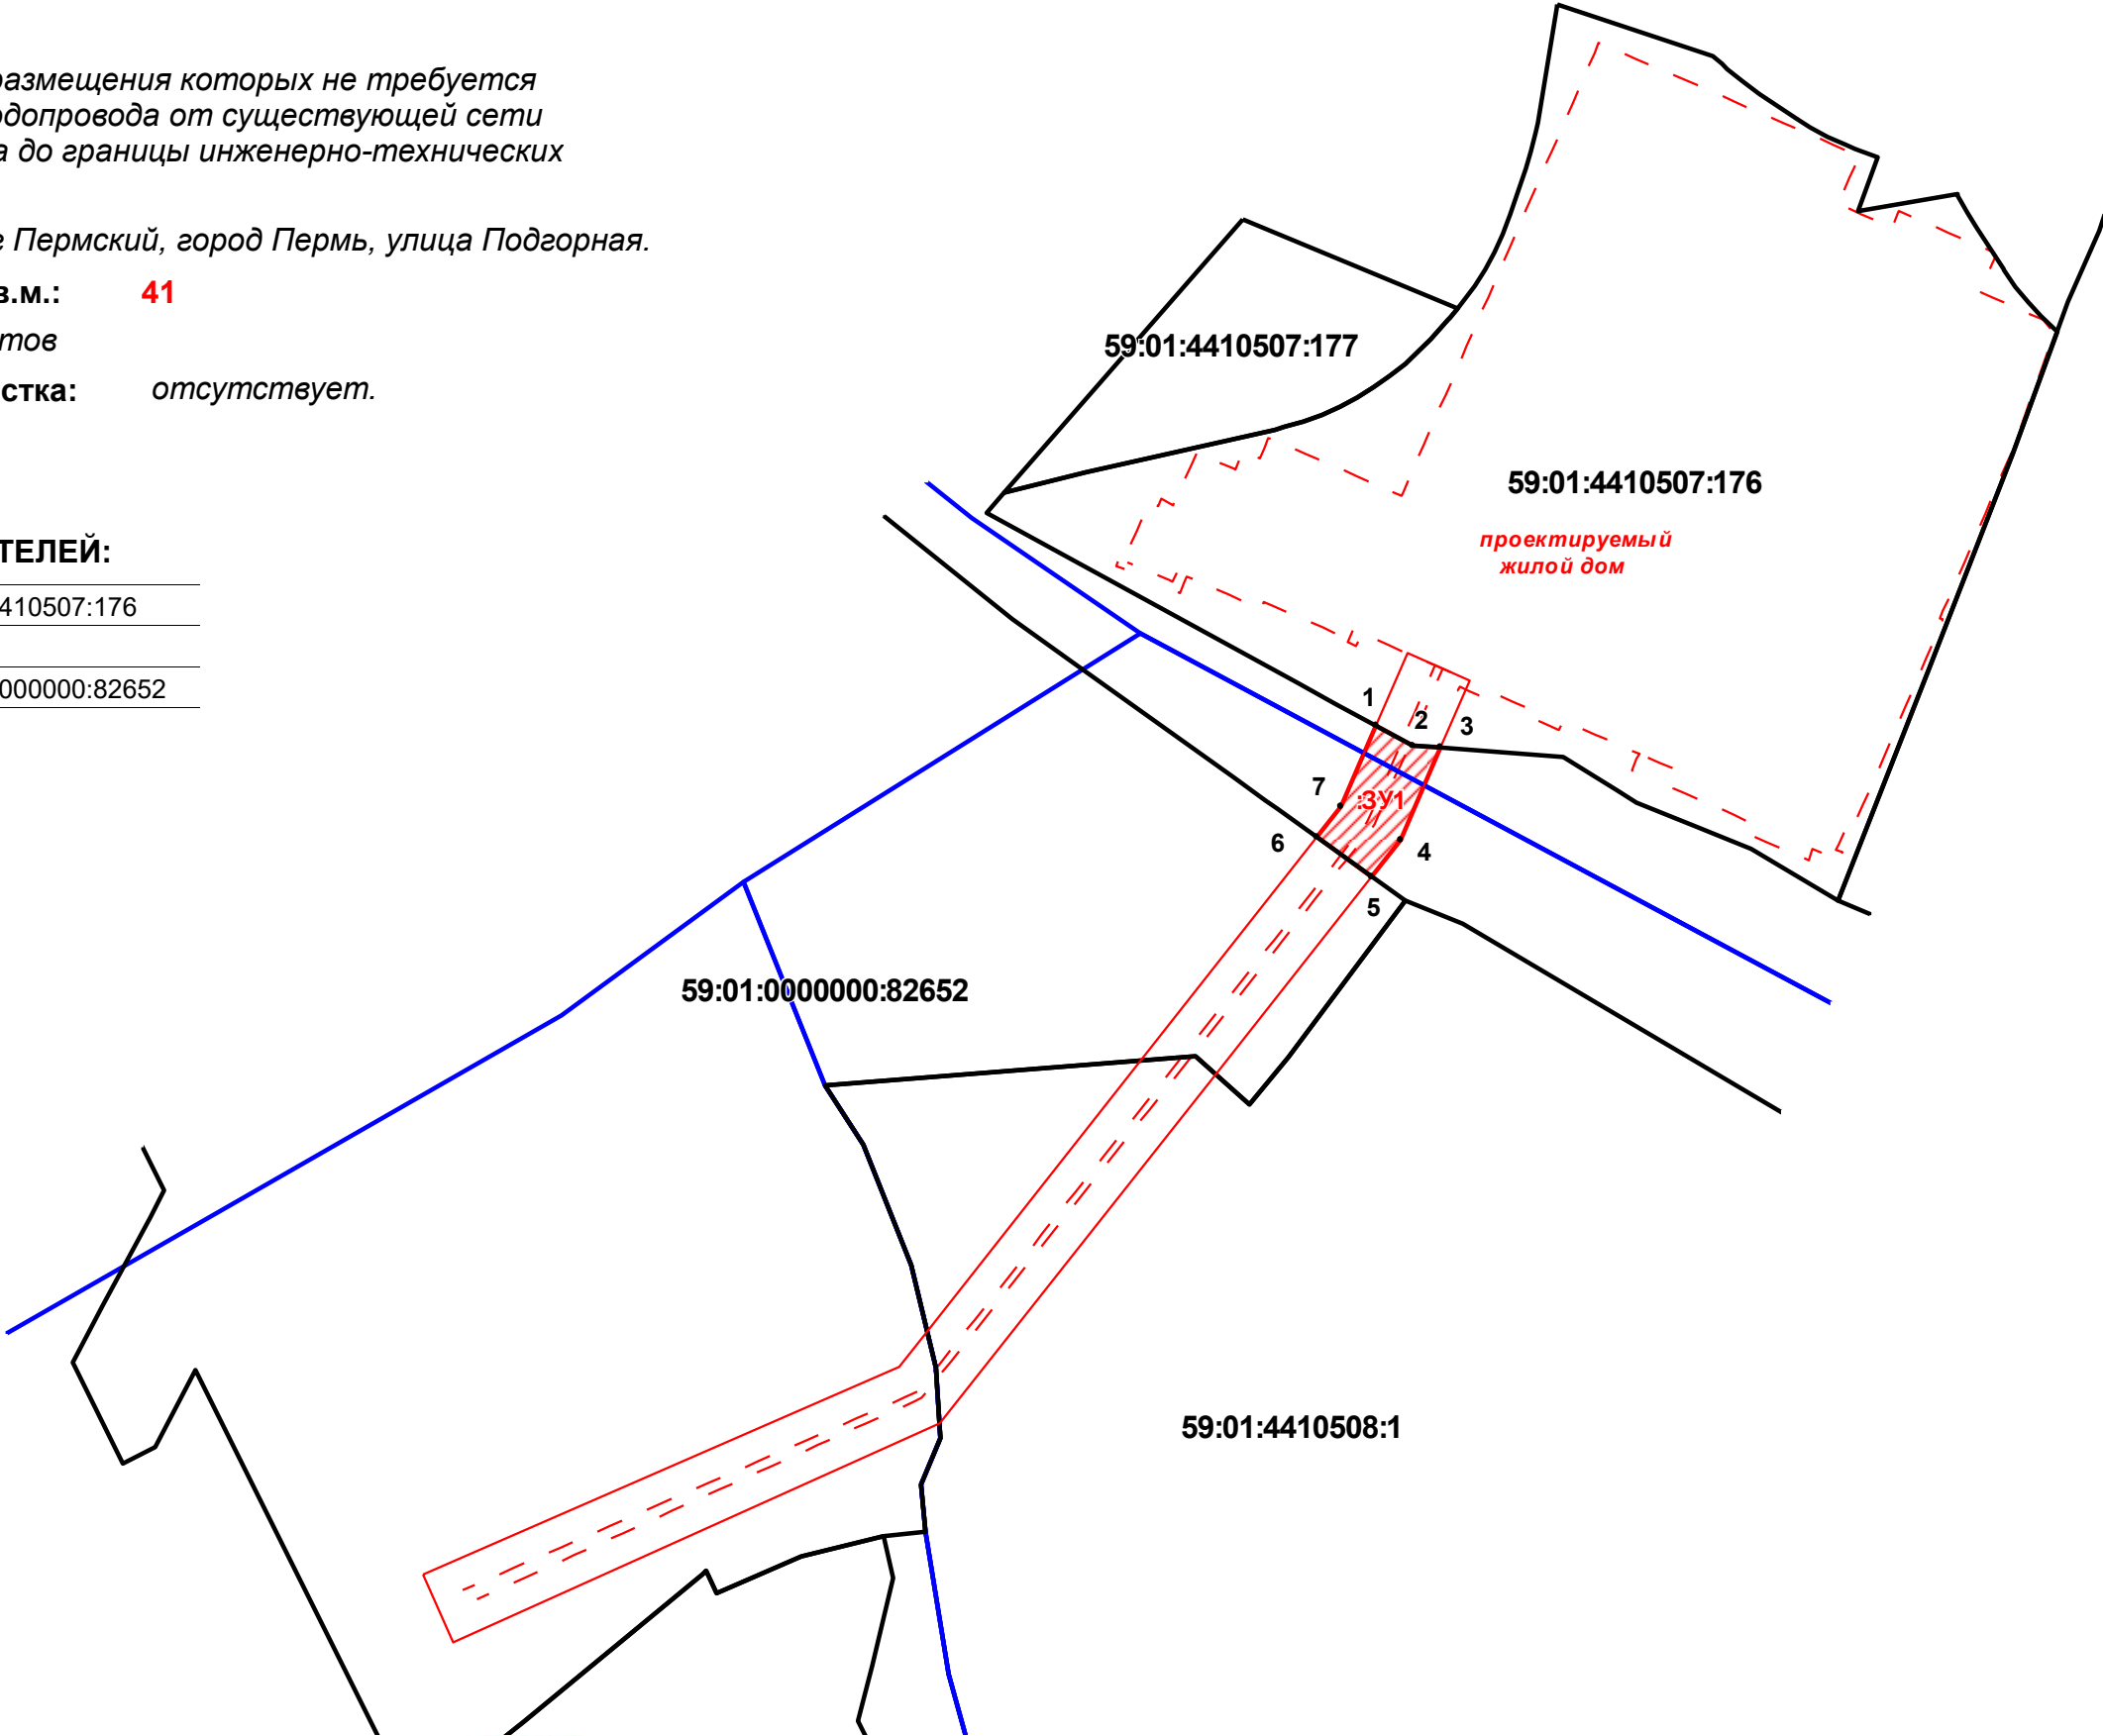 размещения которых не требуется
одопровода от существующей сети
а до границы инженерно-технических
г Пермский, город Пермь, улица Подгорная.
в.м.: 41
тов
стка: отсутствует.
ТЕЛЕЙ:
410507:176
000000:82652
59:01:4410507:177
59:01:4410507:176
проектируемый
жилой дом
1
2
3
7
:ЗУ1
6
4
5
59:01:0000000:82652
59:01:4410508:1